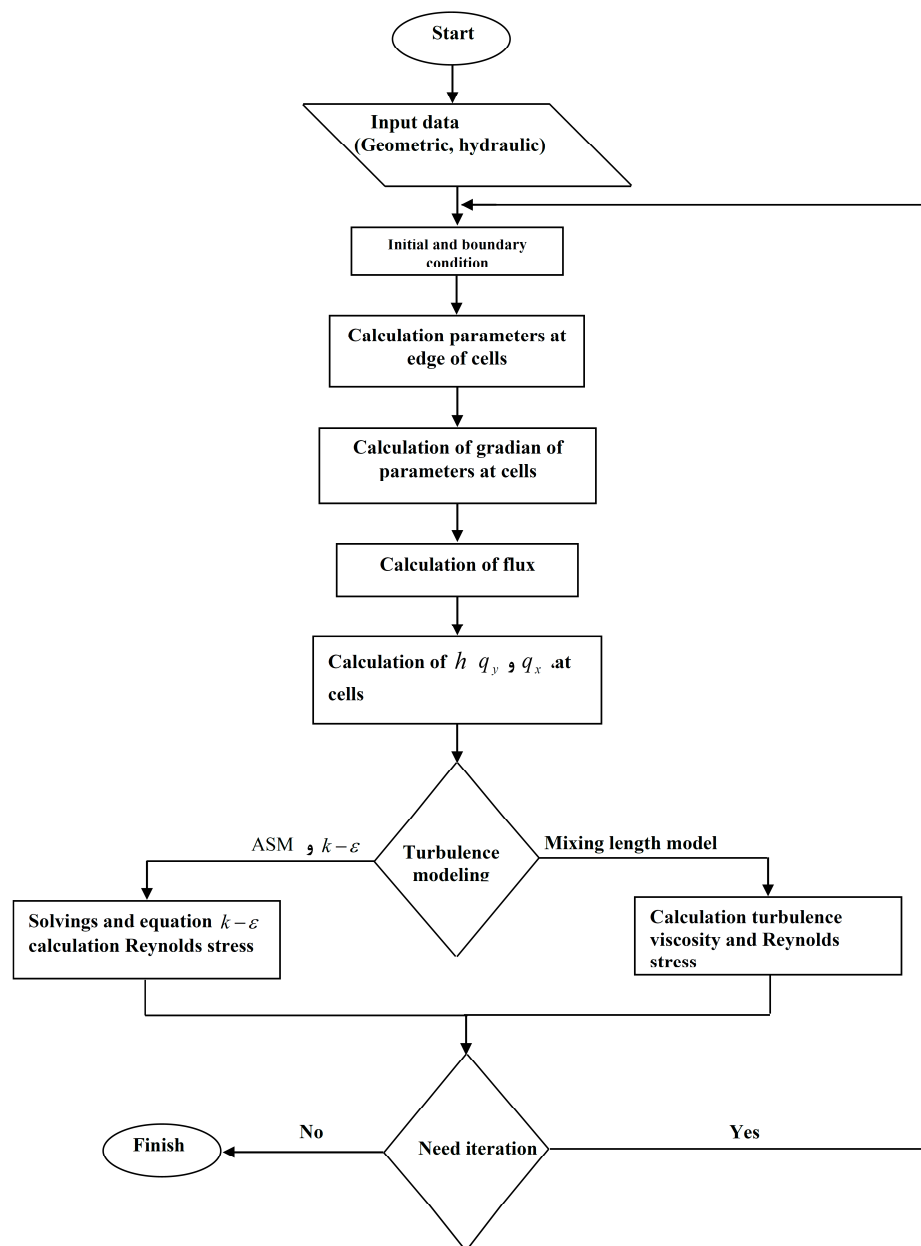 Start
Input data
(Geometric, hydraulic)
Initial and boundary
condition
Calculation parameters at
edge of cells
Calculation of gradian of
parameters at cells
Calculation of flux
Calculation of h q_y و q_x .at
cells
ASM و k-ε
Turbulence
modeling
Mixing length model
Solvings and equation k-ε
calculation Reynolds stress
Calculation turbulence
viscosity and Reynolds
stress
Need iteration
No
Yes
Finish